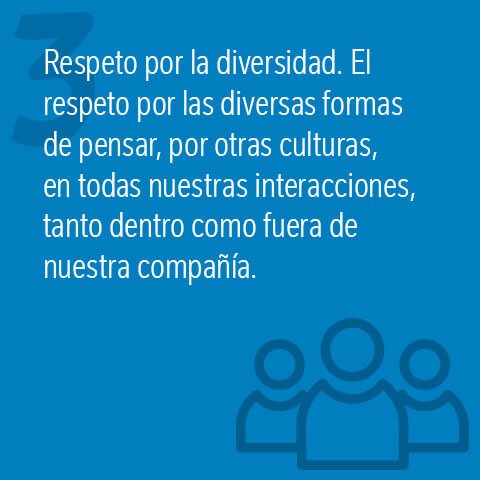 3
Respeto por la diversidad. El
respeto por las diversas formas
de pensar, por otras culturas,
en todas nuestras interacciones,
tanto dentro como fuera de
nuestra compañía.